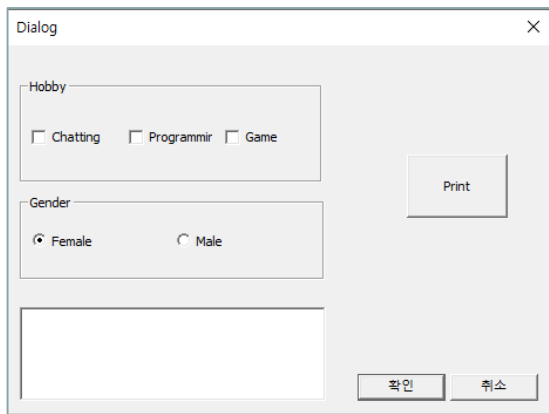 Dialog
Hobby
Chatting Programmir Game
Print
Gender
Female Male
확인 취소